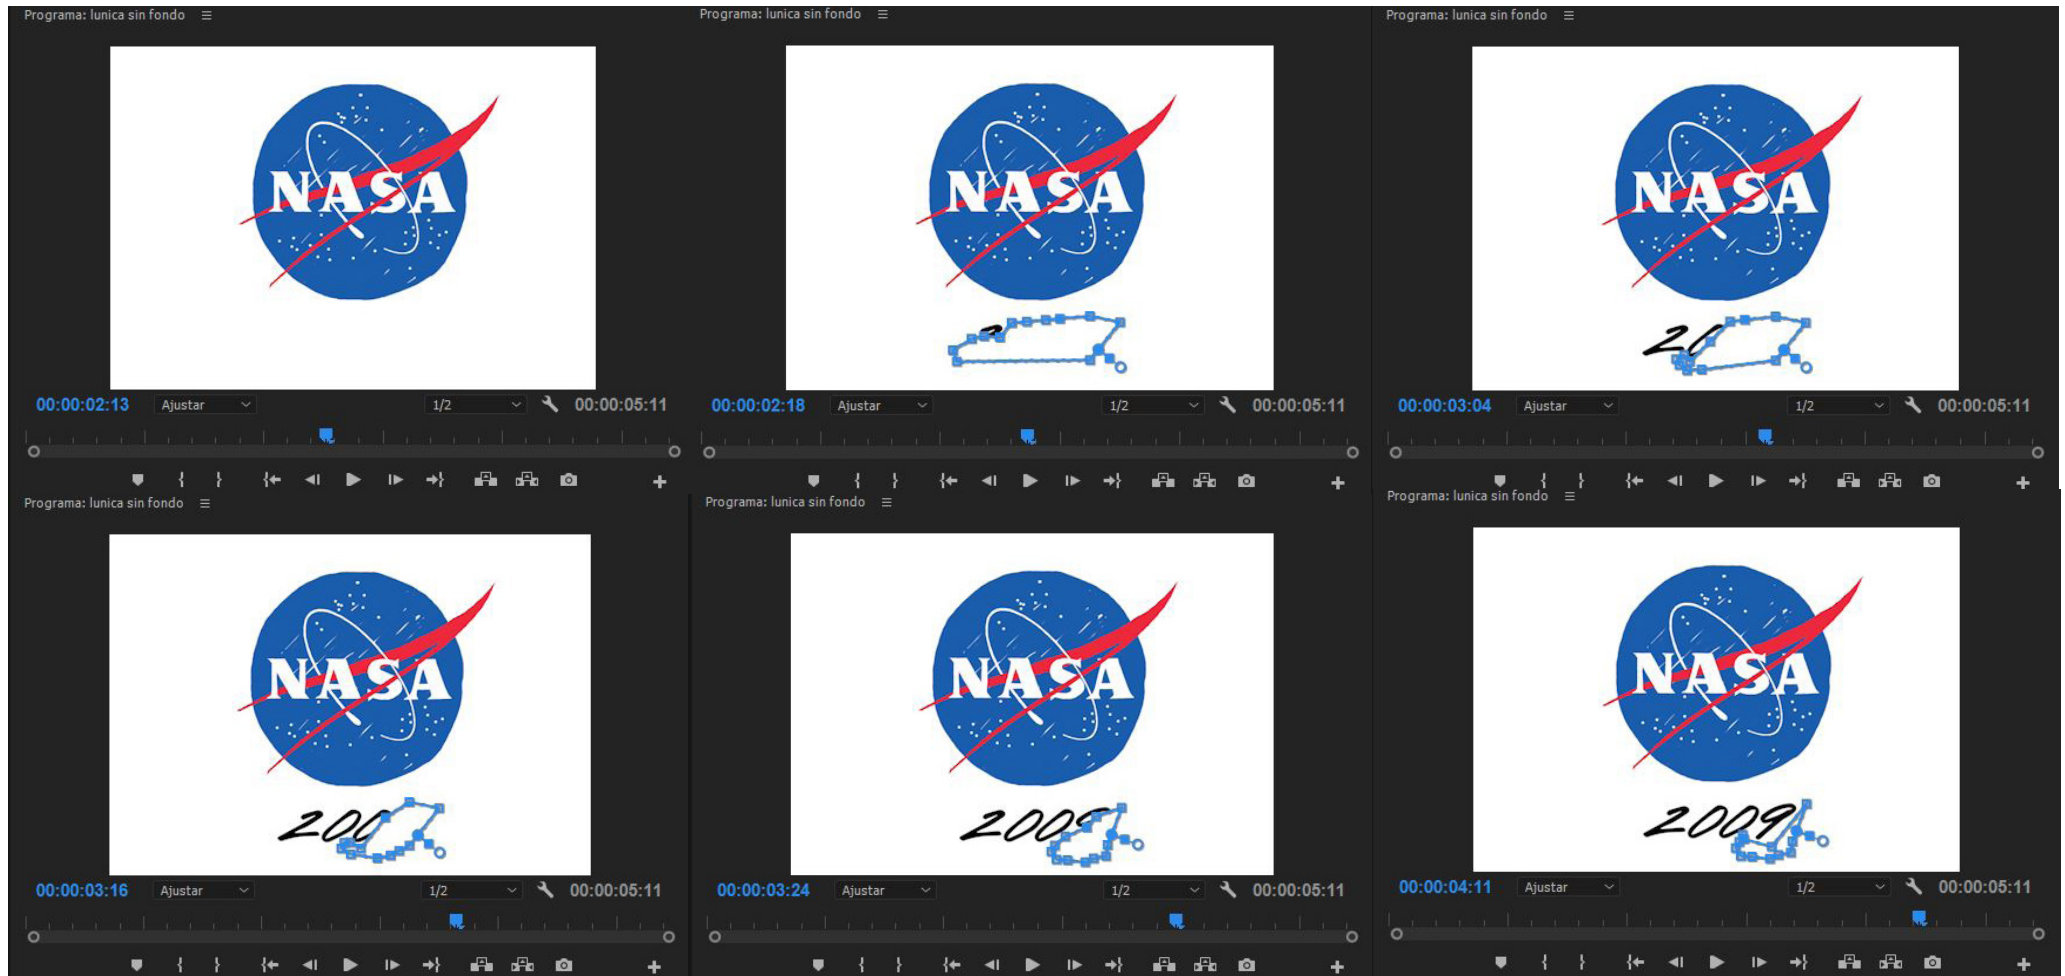 Programa: lunica sin fondo
NASA
00:00:02:13 Ajustar 1/2 00:00:05:11
Programa: lunica sin fondo
NASA
2
00:00:02:18 Ajustar 1/2 00:00:05:11
Programa: lunica sin fondo
NASA
20
00:00:03:04 Ajustar 1/2 00:00:05:11
Programa: lunica sin fondo
NASA
200
00:00:03:16 Ajustar 1/2 00:00:05:11
Programa: lunica sin fondo
NASA
2009
00:00:03:24 Ajustar 1/2 00:00:05:11
Programa: lunica sin fondo
NASA
2009
00:00:04:11 Ajustar 1/2 00:00:05:11